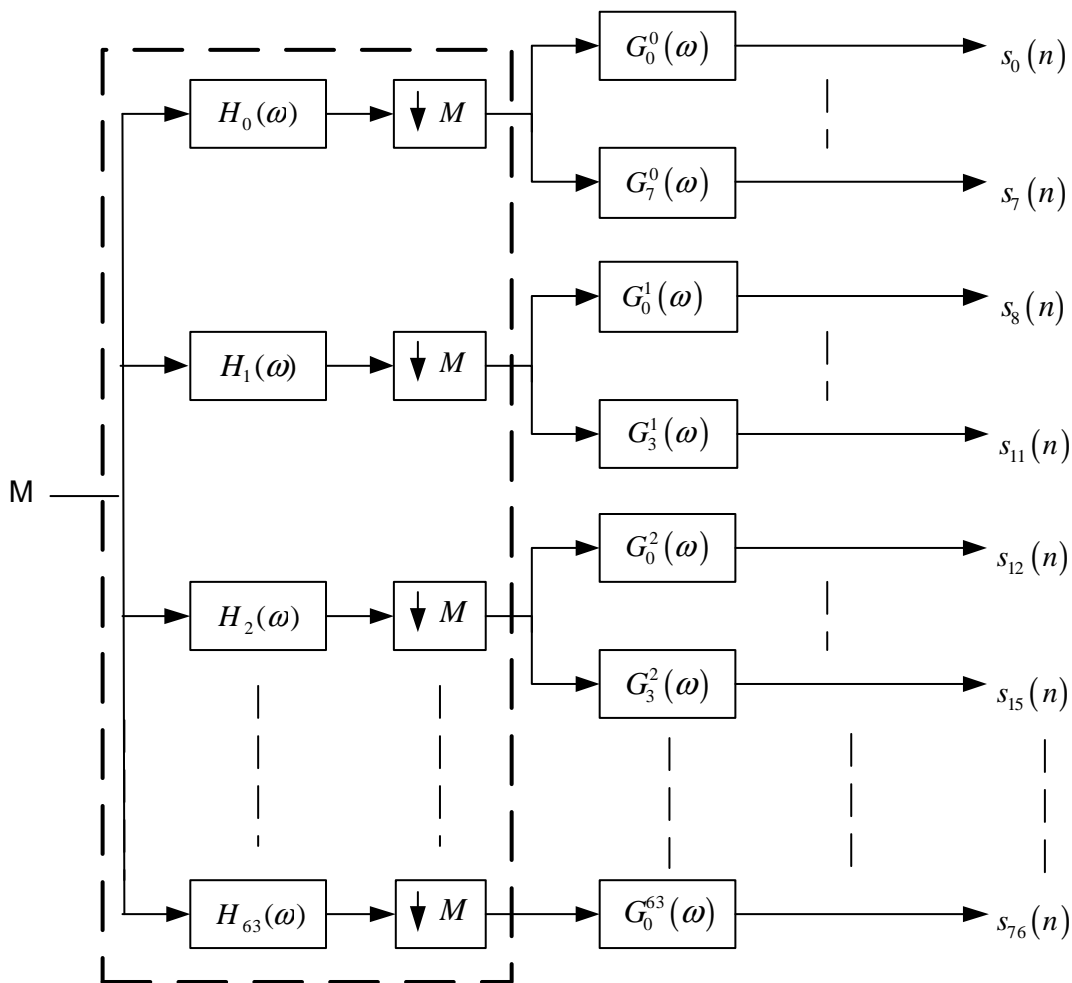 G_0^0(ω)
s_0(n)
H_0(ω)
↓ M
G_7^0(ω)
s_7(n)
G_0^1(ω)
s_8(n)
H_1(ω)
↓ M
G_3^1(ω)
s_11(n)
M
G_0^2(ω)
s_12(n)
H_2(ω)
↓ M
G_3^2(ω)
s_15(n)
H_63(ω)
↓ M
G_0^63(ω)
s_76(n)